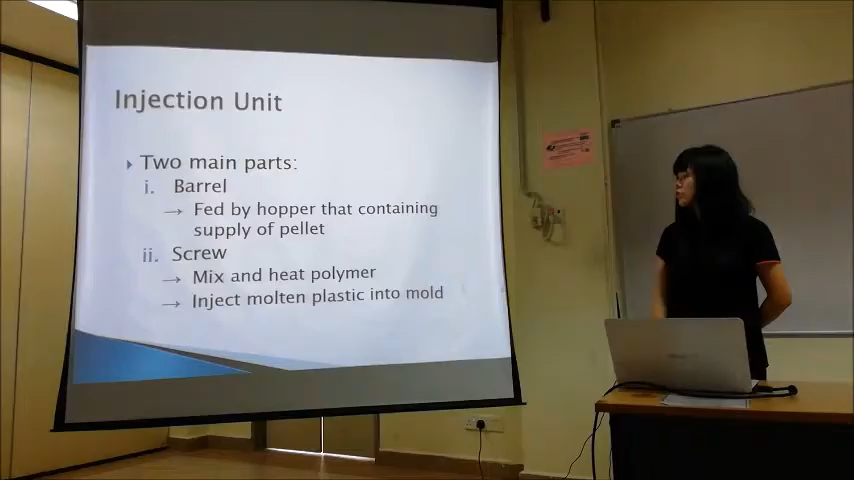 Injection Unit
Two main parts:
i. Barrel
→ Fed by hopper that containing
supply of pellet
ii. Screw
→ Mix and heat polymer
→ Inject molten plastic into mold